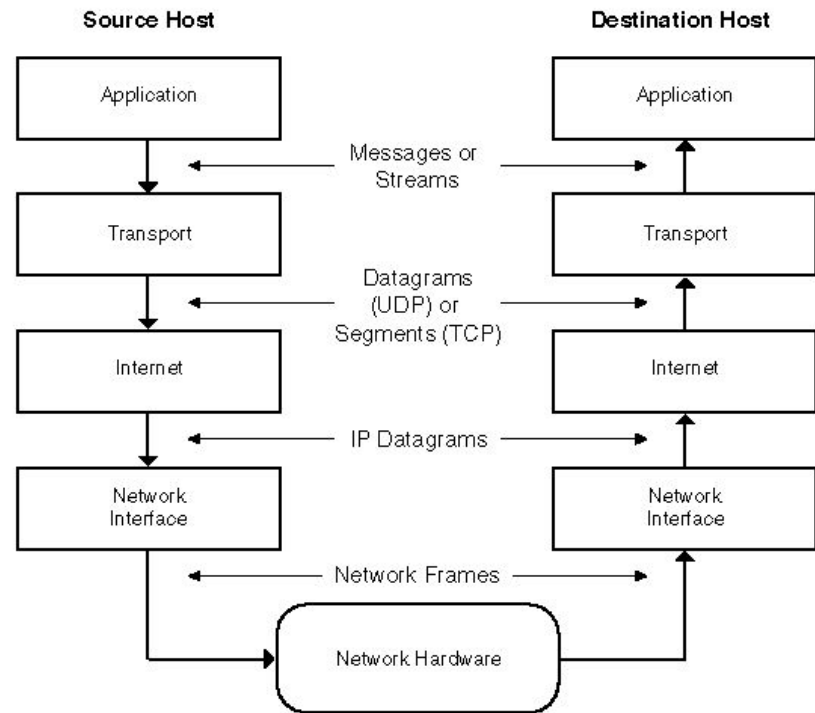 Source Host
Destination Host
Application
Application
Messages or
Streams
Transport
Transport
Datagrams
(UDP) or
Segments (TCP)
Internet
Internet
IP Datagrams
Network
Interface
Network
Interface
Network Frames
Network Hardware